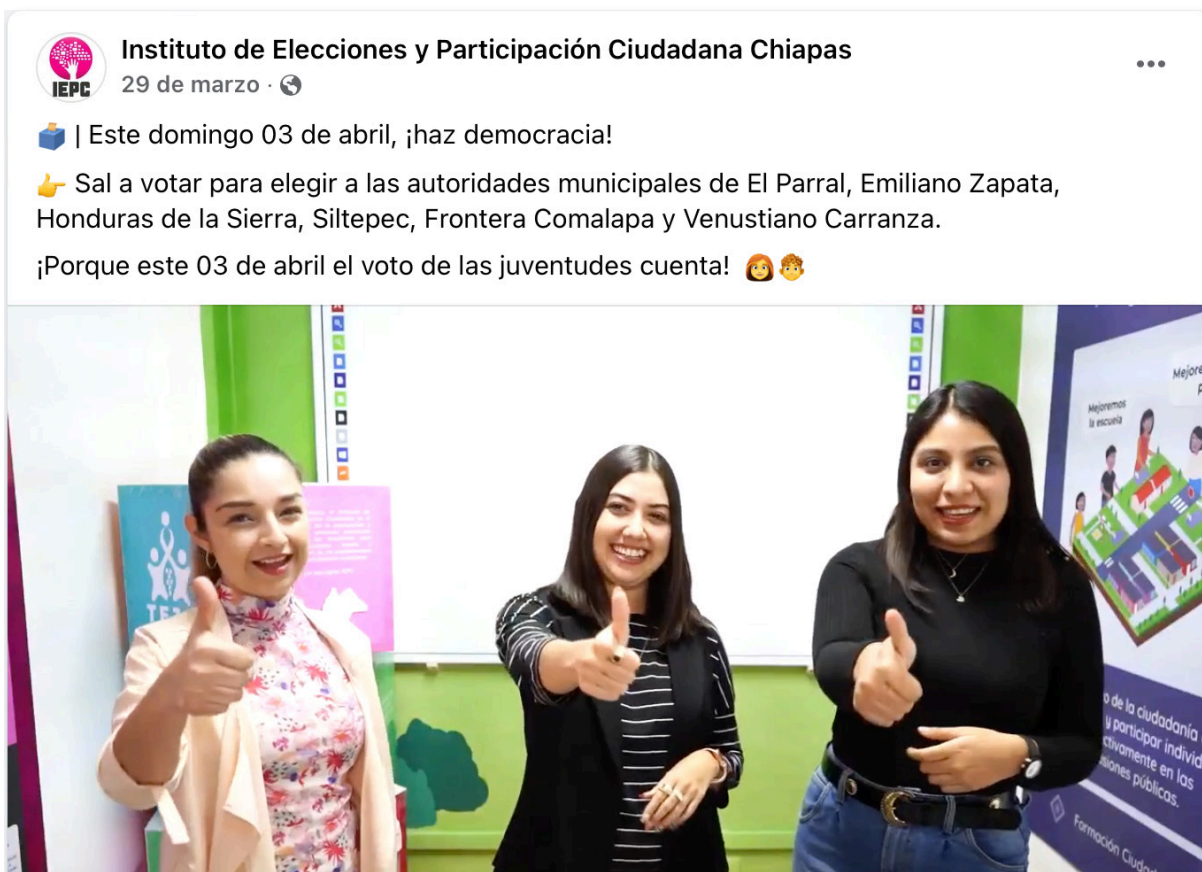 Instituto de Elecciones y Participación Ciudadana Chiapas
IEPC
29 de marzo ·
| Este domingo 03 de abril, ¡haz democracia!
Sal a votar para elegir a las autoridades municipales de El Parral, Emiliano Zapata,
Honduras de la Sierra, Siltepec, Frontera Comalapa y Venustiano Carranza.
¡Porque este 03 de abril el voto de las juventudes cuenta!
Mejoremos
la escuela
o de la ciudadanía
y participar individ
ctivamente en las
siones públicas.
Formación Ciuda